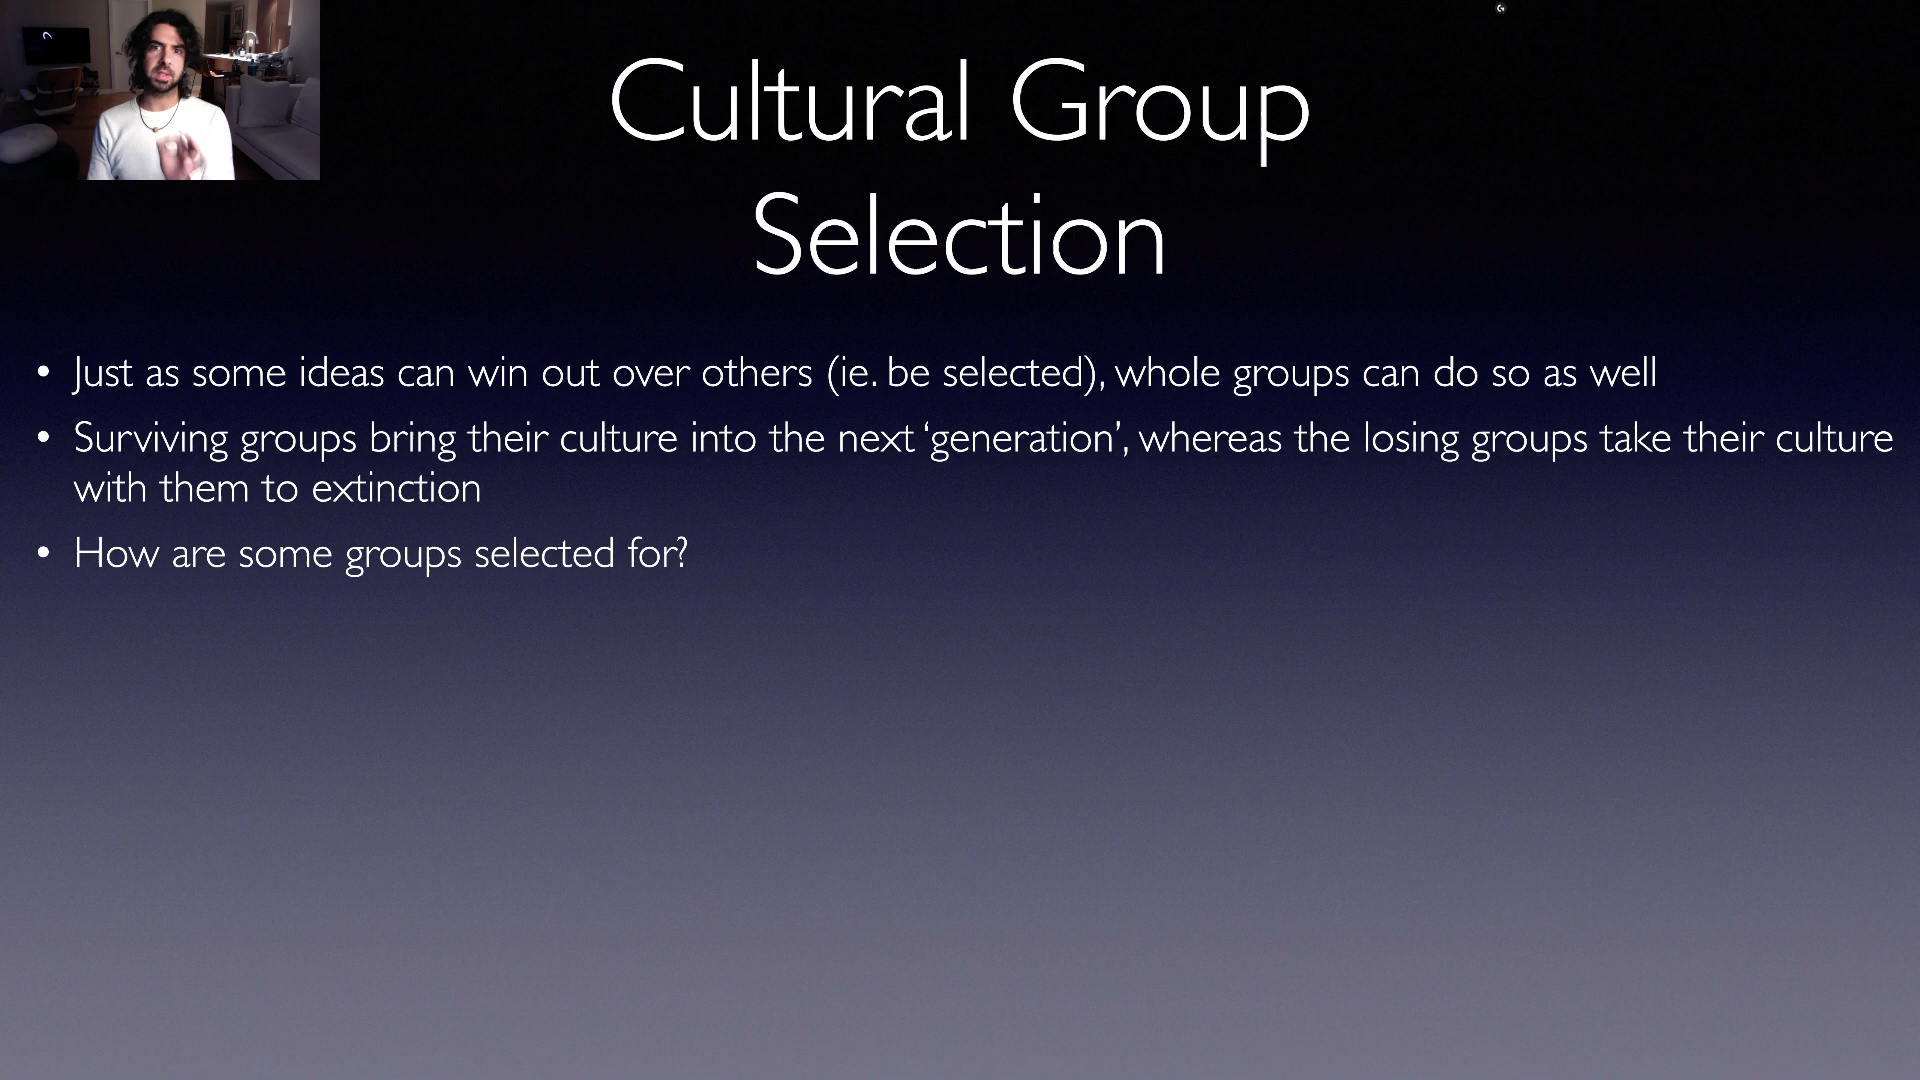 Cultural Group
Selection
• Just as some ideas can win out over others (ie. be selected), whole groups can do so as well
• Surviving groups bring their culture into the next ‘generation’, whereas the losing groups take their culture
with them to extinction
• How are some groups selected for?